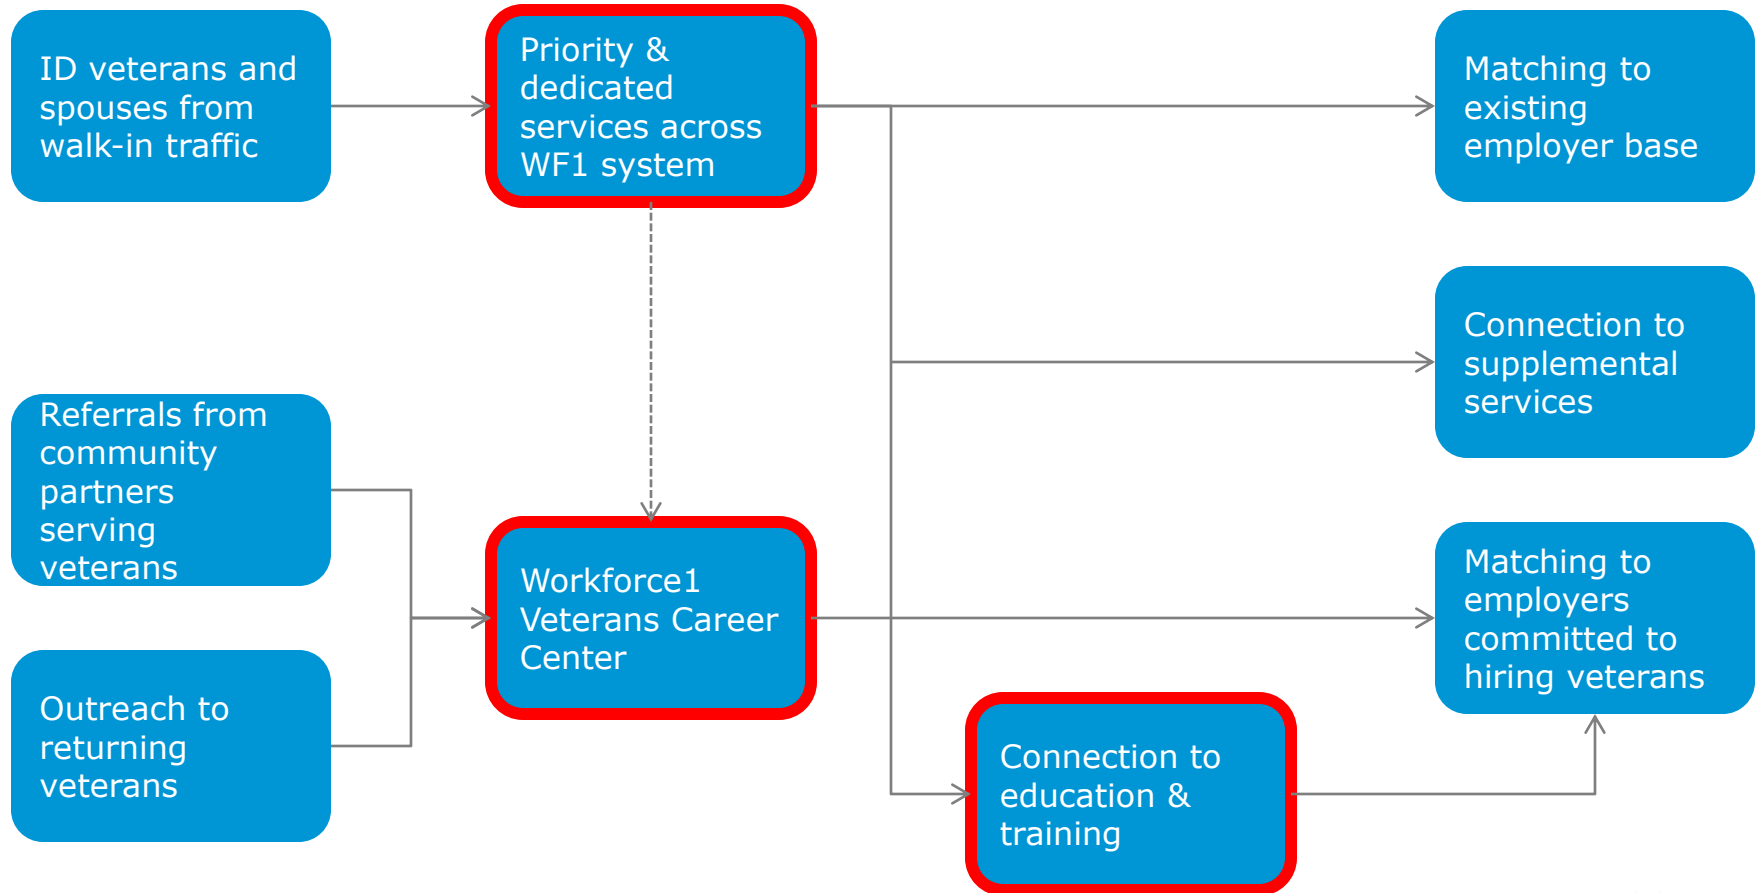 ID veterans and
spouses from
walk-in traffic
Priority &
dedicated
services across
WF1 system
Matching to
existing
employer base
Connection to
supplemental
services
Referrals from
community
partners
serving
veterans
Workforce1
Veterans Career
Center
Matching to
employers
committed to
hiring veterans
Outreach to
returning
veterans
Connection to
education &
training